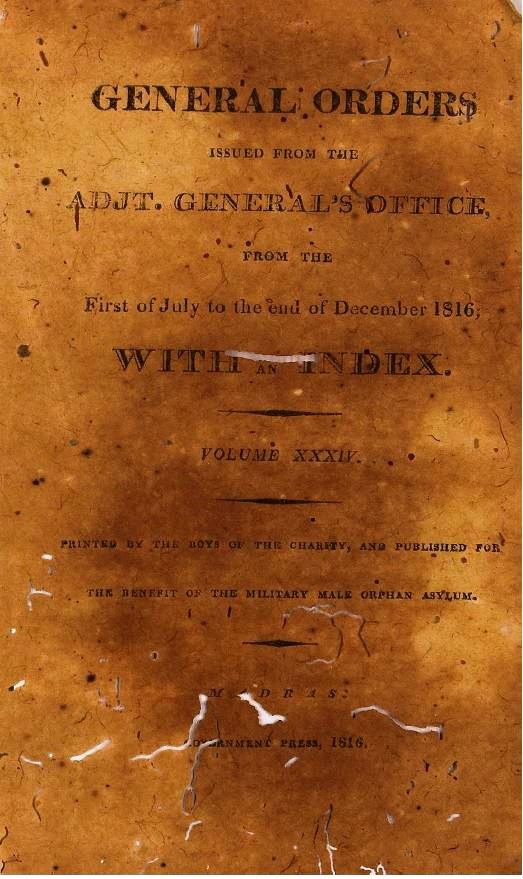 GENERAL ORDERS
ISSUED FROM THE
ADJT. GENERAL'S OFFICE,
FROM THE
First of July to the end of December 1816;
WITH AN INDEX.
VOLUME XXXIV.
PRINTED BY THE BOYS OF THE CHARITY, AND PUBLISHED FOR
THE BENEFIT OF THE MILITARY MALE ORPHAN ASYLUM.
MADRAS:
GOVERNMENT PRESS, 1816.